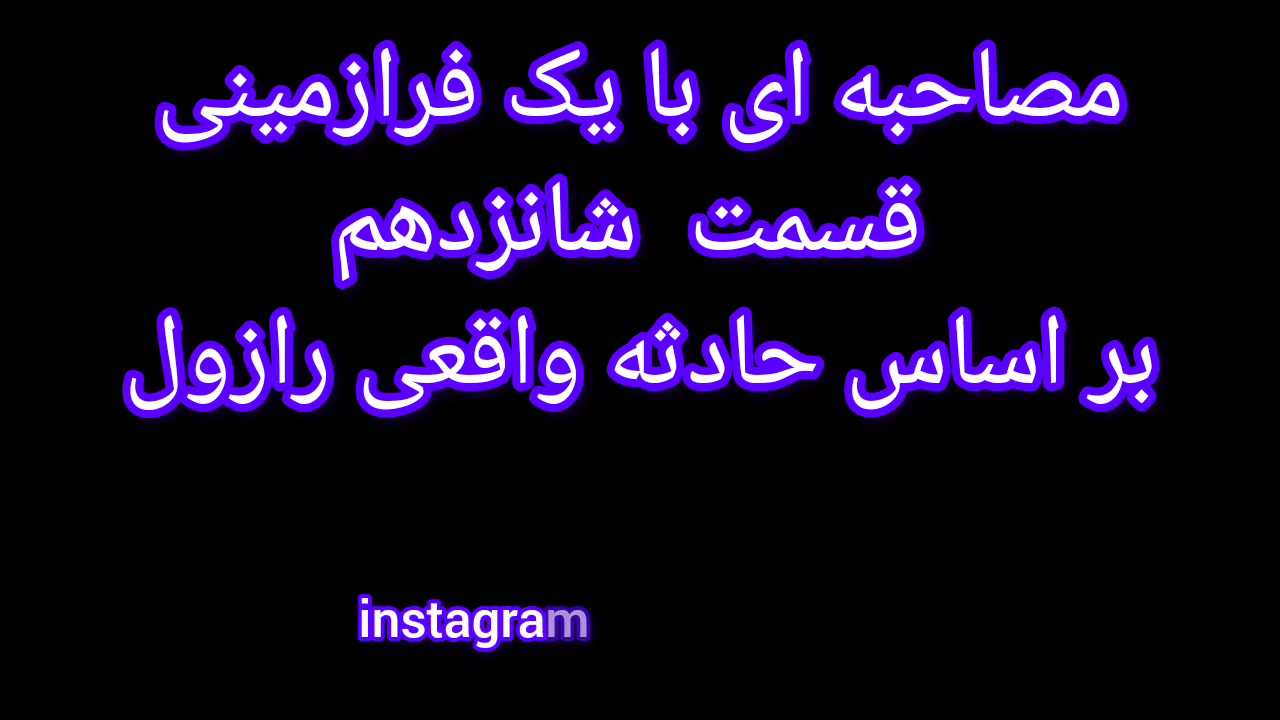 مصاحبه ای با یک فرازمینی
قسمت  شانزدهم
بر اساس حادثه واقعی رازول
instagram